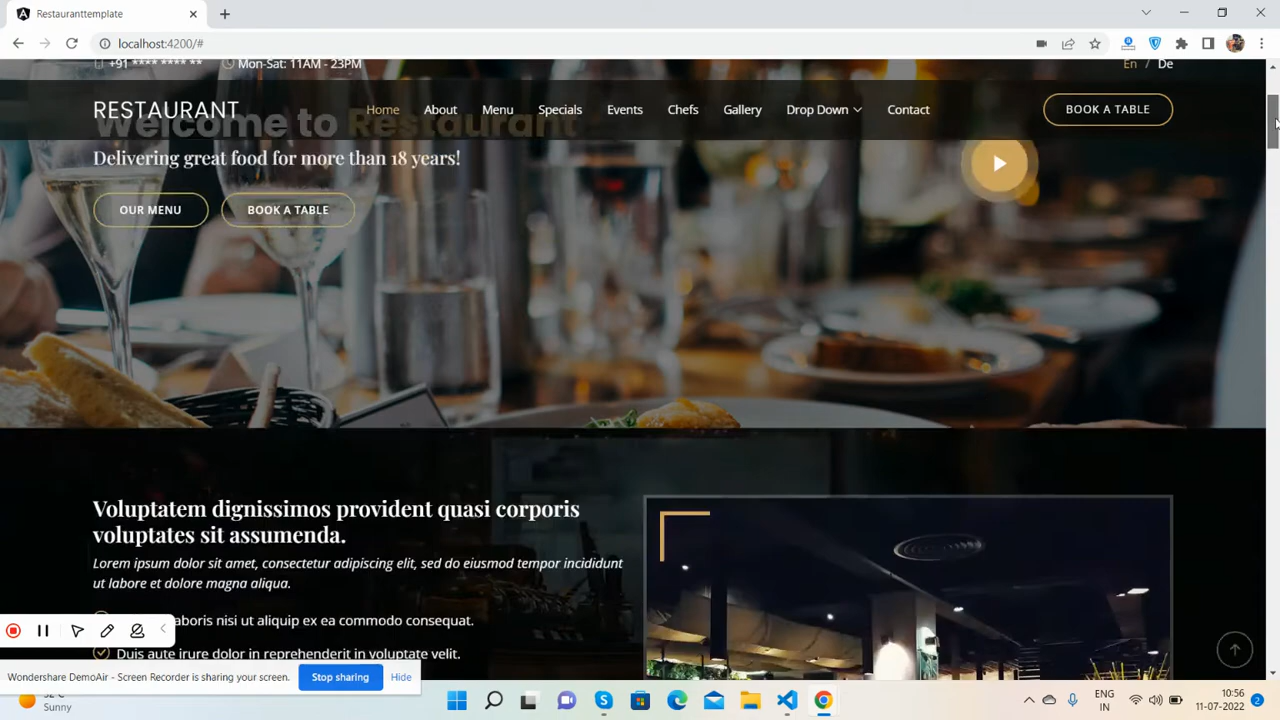 Restauranttemplate
localhost:4200/#
+91 **** **** **
Mon-Sat: 11AM - 23PM
En / De
RESTAURANT
Home
About
Menu
Specials
Events
Chefs
Gallery
Drop Down
Contact
BOOK A TABLE
Welcome to Restaurant
Delivering great food for more than 18 years!
OUR MENU
BOOK A TABLE
Voluptatem dignissimos provident quasi corporis
voluptates sit assumenda.
Lorem ipsum dolor sit amet, consectetur adipiscing elit, sed do eiusmod tempor incididunt
ut labore et dolore magna aliqua.
laboris nisi ut aliquip ex ea commodo consequat.
Duis aute irure dolor in reprehenderit in voluptate velit.
Wondershare DemoAir - Screen Recorder is sharing your screen.
Stop sharing
Hide
Sunny
ENG
IN
10:56
11-07-2022
2